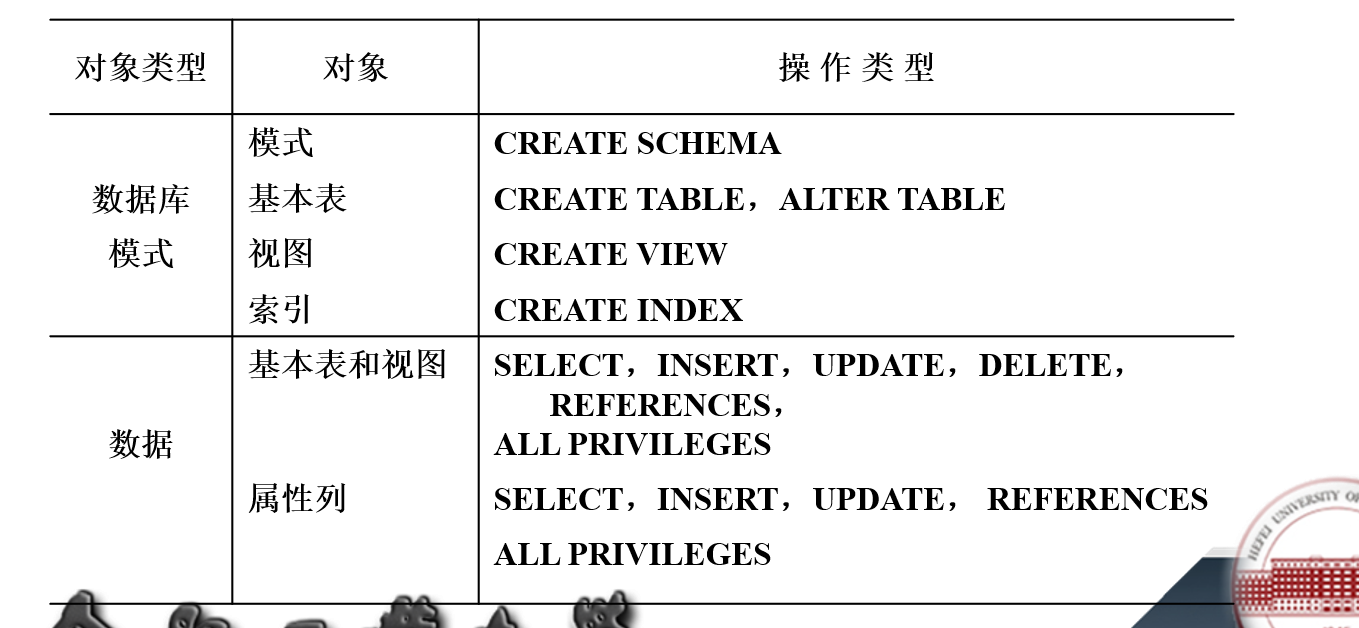 对象类型 对象 操 作 类 型
模式 CREATE SCHEMA
数据库 基本表 CREATE TABLE，ALTER TABLE
模式 视图 CREATE VIEW
索引 CREATE INDEX
基本表和视图 SELECT，INSERT，UPDATE，DELETE，
REFERENCES，
数据 ALL PRIVILEGES
属性列 SELECT，INSERT，UPDATE， REFERENCES
ALL PRIVILEGES
HEFEI UNIVERSITY OF